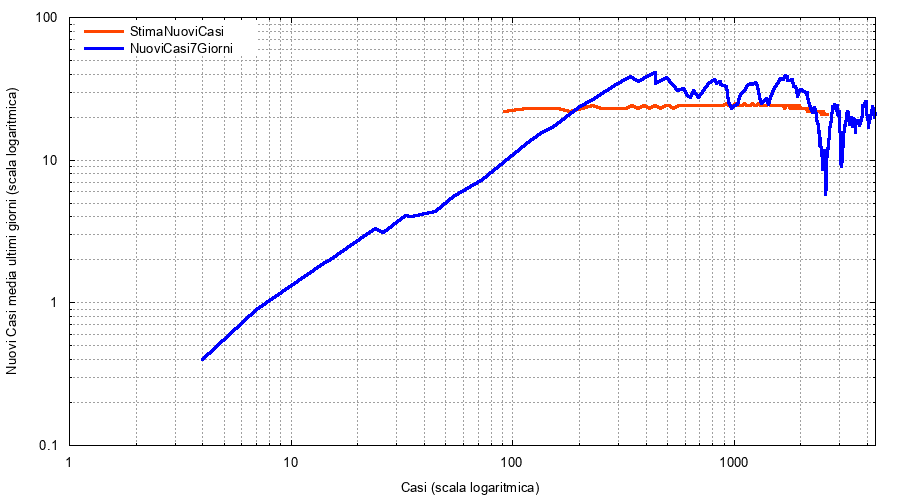 100
10
1
0.1
Nuovi Casi media ultimi giorni (scala logaritmica)
StimaNuoviCasi
NuoviCasi7Giorni
1 10 100 1000
Casi (scala logaritmica)